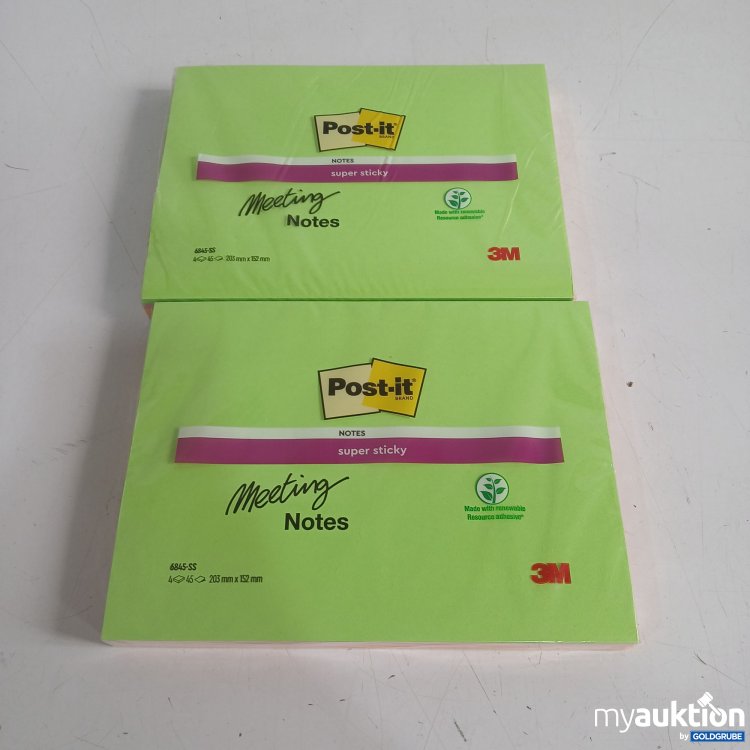 Post-it
BRAND
NOTES
super sticky
Meeting
Notes
Made with renewable
Resource adhesive*
6845-SS
4 45 203 mm x 152 mm
3M
Post-it
BRAND
NOTES
super sticky
Meeting
Notes
Made with renewable
Resource adhesive*
6845-SS
4 45 203 mm x 152 mm
3M
myauktion
by GOLDGRUBE